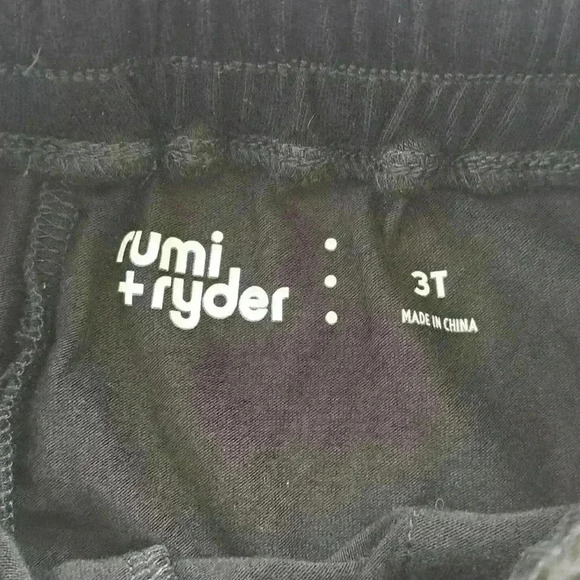 rumi
+ ryder
3T
MADE IN CHINA